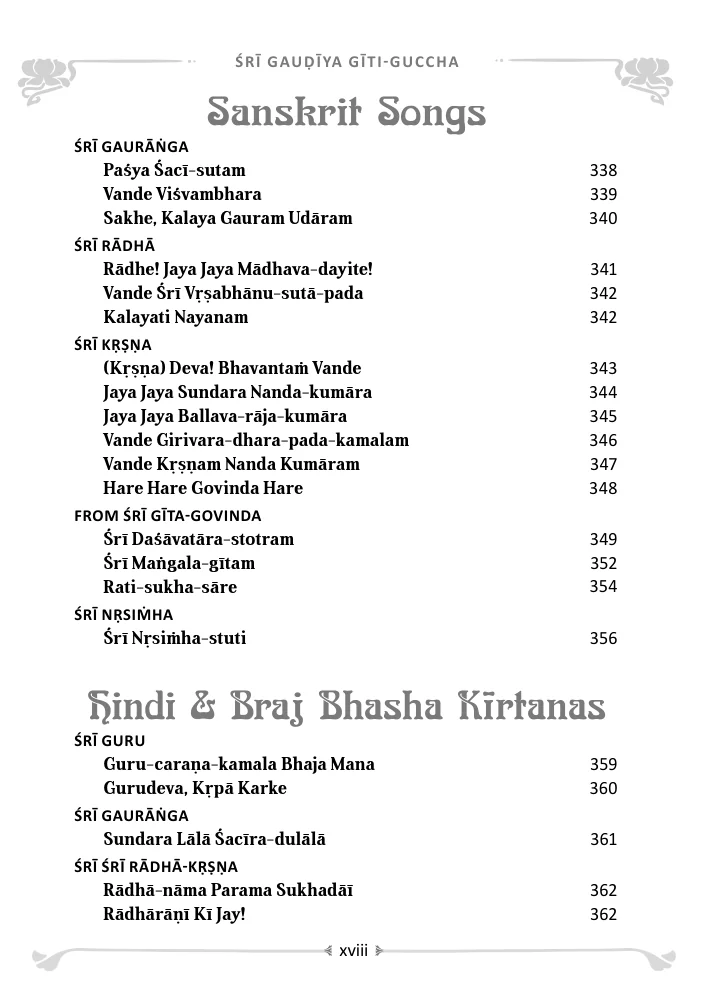 ŚRĪ GAUḌĪYA GĪTI-GUCCHA
Sanskrit Songs
ŚRĪ GAURĀṄGA
Paśya Śacī-sutam 338
Vande Viśvambhara 339
Sakhe, Kalaya Gauram Udāram 340
ŚRĪ RĀDHĀ
Rādhe! Jaya Jaya Mādhava-dayite! 341
Vande Śrī Vṛṣabhānu-sutā-pada 342
Kalayati Nayanam 342
ŚRĪ KṚṢṆA
(Kṛṣṇa) Deva! Bhavantaṁ Vande 343
Jaya Jaya Sundara Nanda-kumāra 344
Jaya Jaya Ballava-rāja-kumāra 345
Vande Girivara-dhara-pada-kamalam 346
Vande Kṛṣṇam Nanda Kumāram 347
Hare Hare Govinda Hare 348
FROM ŚRĪ GĪTA-GOVINDA
Śrī Daśāvatāra-stotram 349
Śrī Maṅgala-gītam 352
Rati-sukha-sāre 354
ŚRĪ NṚSIṀHA
Śrī Nṛsiṁha-stuti 356
Hindi & Braj Bhasha Kīrtanas
ŚRĪ GURU
Guru-caraṇa-kamala Bhaja Mana 359
Gurudeva, Kṛpā Karke 360
ŚRĪ GAURĀṄGA
Sundara Lālā Śacīra-dulālā 361
ŚRĪ ŚRĪ RĀDHĀ-KṚṢṆA
Rādhā-nāma Parama Sukhadāī 362
Rādhārāṇī Kī Jay! 362
xviii